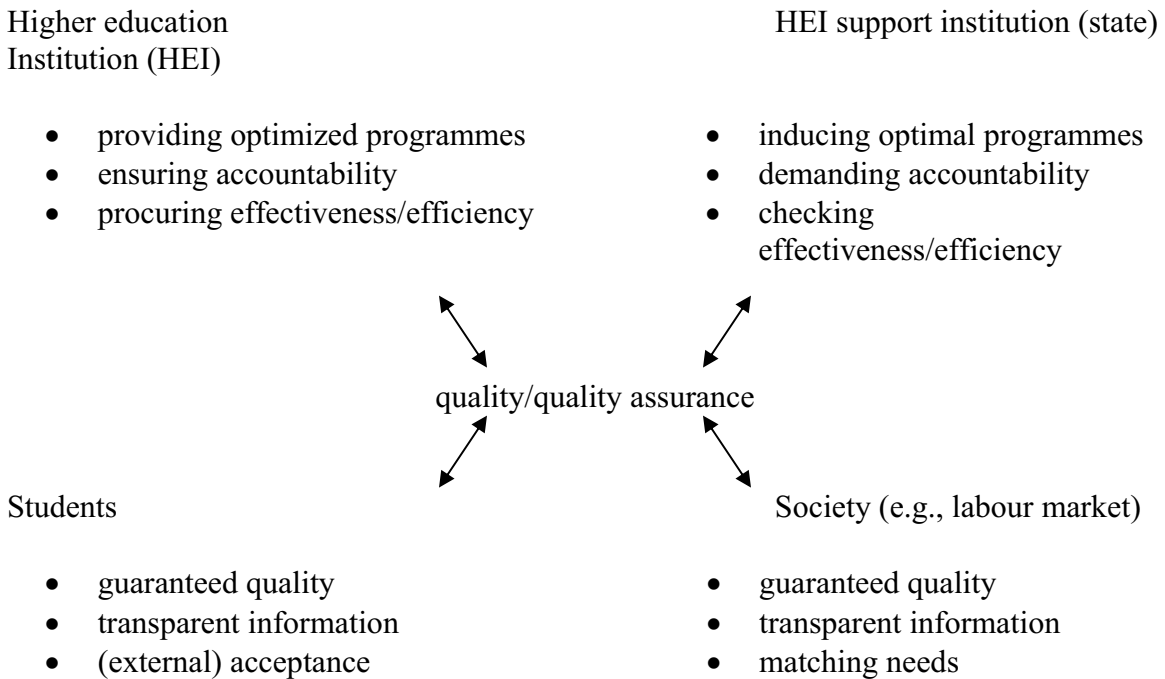 Higher education
Institution (HEI)
• providing optimized programmes
• ensuring accountability
• procuring effectiveness/efficiency
HEI support institution (state)
• inducing optimal programmes
• demanding accountability
• checking
effectiveness/efficiency
quality/quality assurance
Students
• guaranteed quality
• transparent information
• (external) acceptance
Society (e.g., labour market)
• guaranteed quality
• transparent information
• matching needs